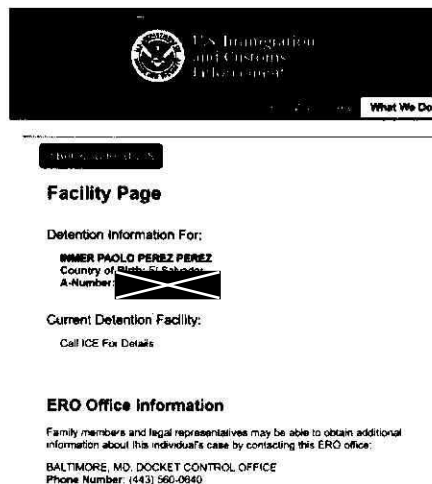 U.S. Immigration
and Customs
Enforcement
What We Do
Facility Page
Detention Information For:
INMER PAOLO PEREZ PEREZ
Country of Birth: El Salvador
A-Number:
Current Detention Facility:
Call ICE For Details
ERO Office Information
Family members and legal representatives may be able to obtain additional
information about this individual's case by contacting this ERO office:
BALTIMORE, MD, DOCKET CONTROL OFFICE
Phone Number: (443) 560-0640